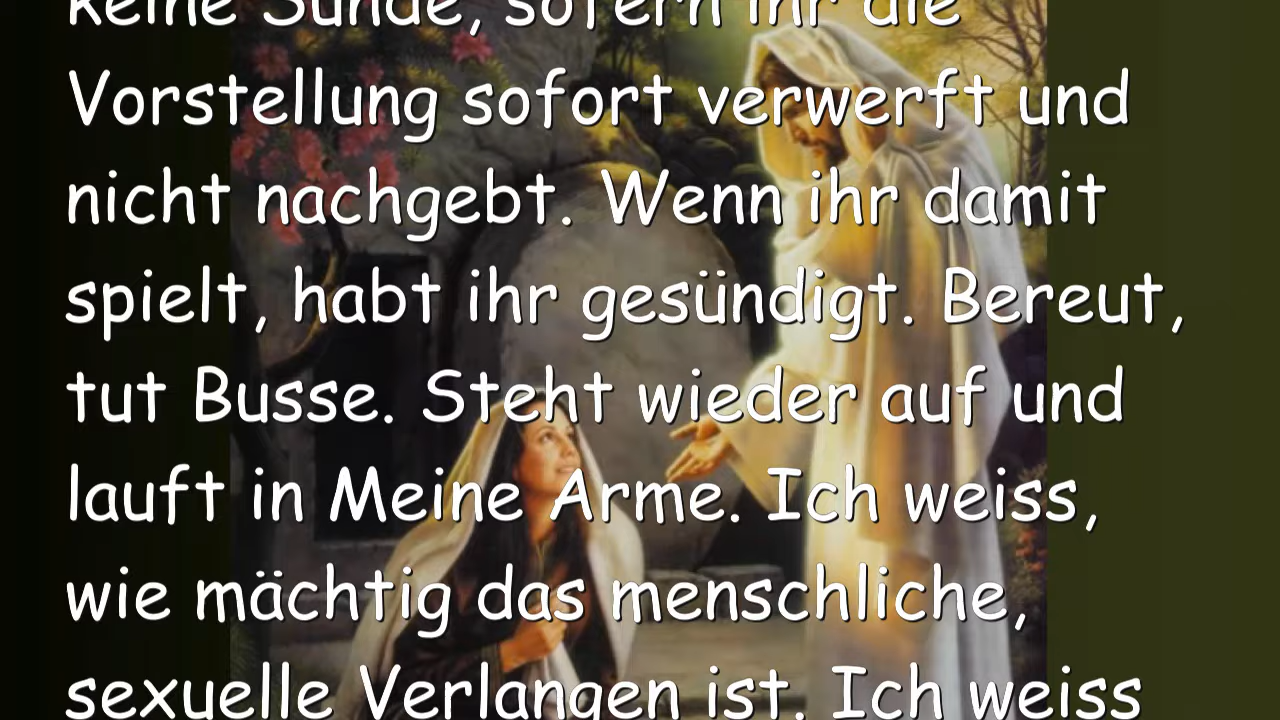 keine Sünde, sofern ihr die
Vorstellung sofort verwerft und
nicht nachgebt. Wenn ihr damit
spielt, habt ihr gesündigt. Bereut,
tut Busse. Steht wieder auf und
lauft in Meine Arme. Ich weiss,
wie mächtig das menschliche,
sexuelle Verlangen ist. Ich weiss